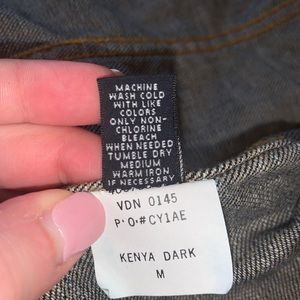 MACHINE
WASH COLD
WITH LIKE
COLORS
ONLY NON-
CHLORINE
BLEACH
WHEN NEEDED
TUMBLE DRY
MEDIUM
WARM IRON
IF NECESSARY
VDN 0145
P.O.#CY1AE
KENYA DARK
M